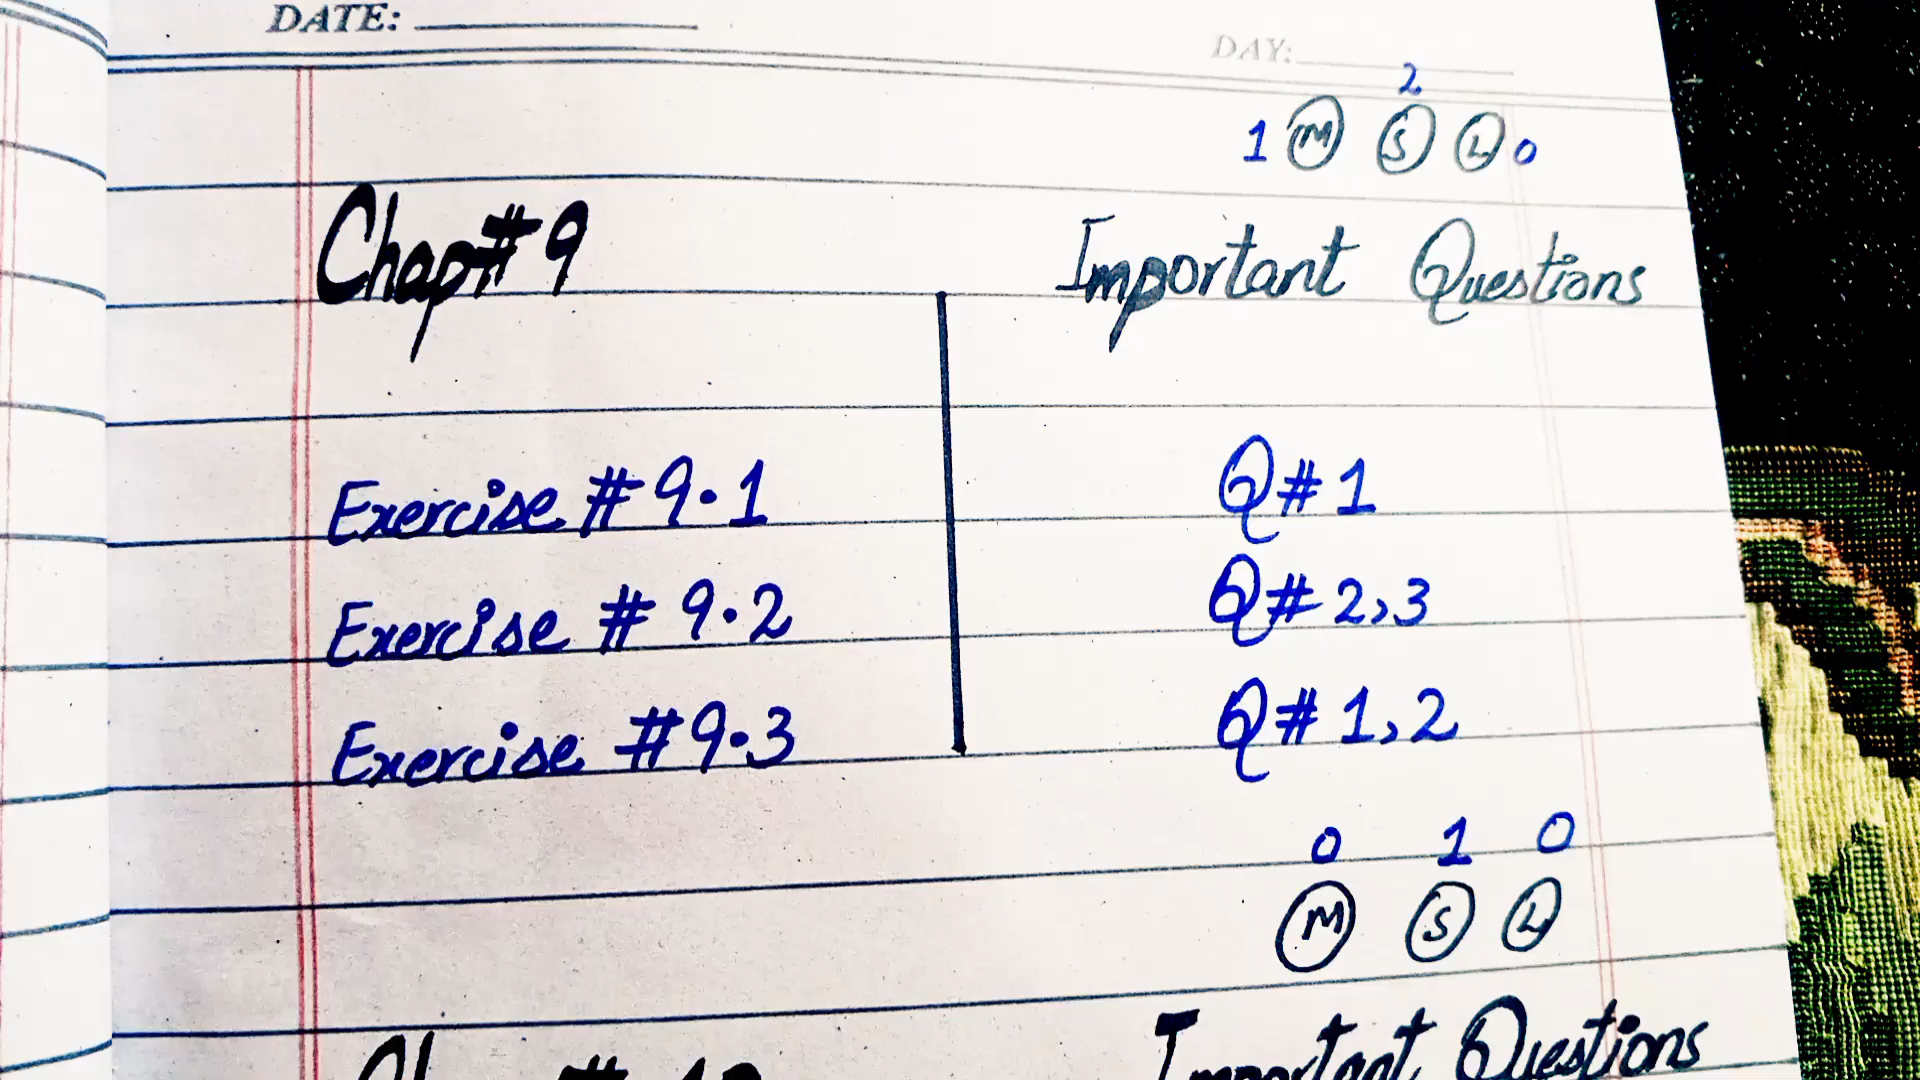 DATE:
DAY:
2
1 M S L 0
Chap# 9 Important Questions
Exercise # 9.1 Q# 1
Exercise # 9.2 Q# 2,3
Exercise # 9.3 Q# 1,2
0 1 0
M S L
Important Questions